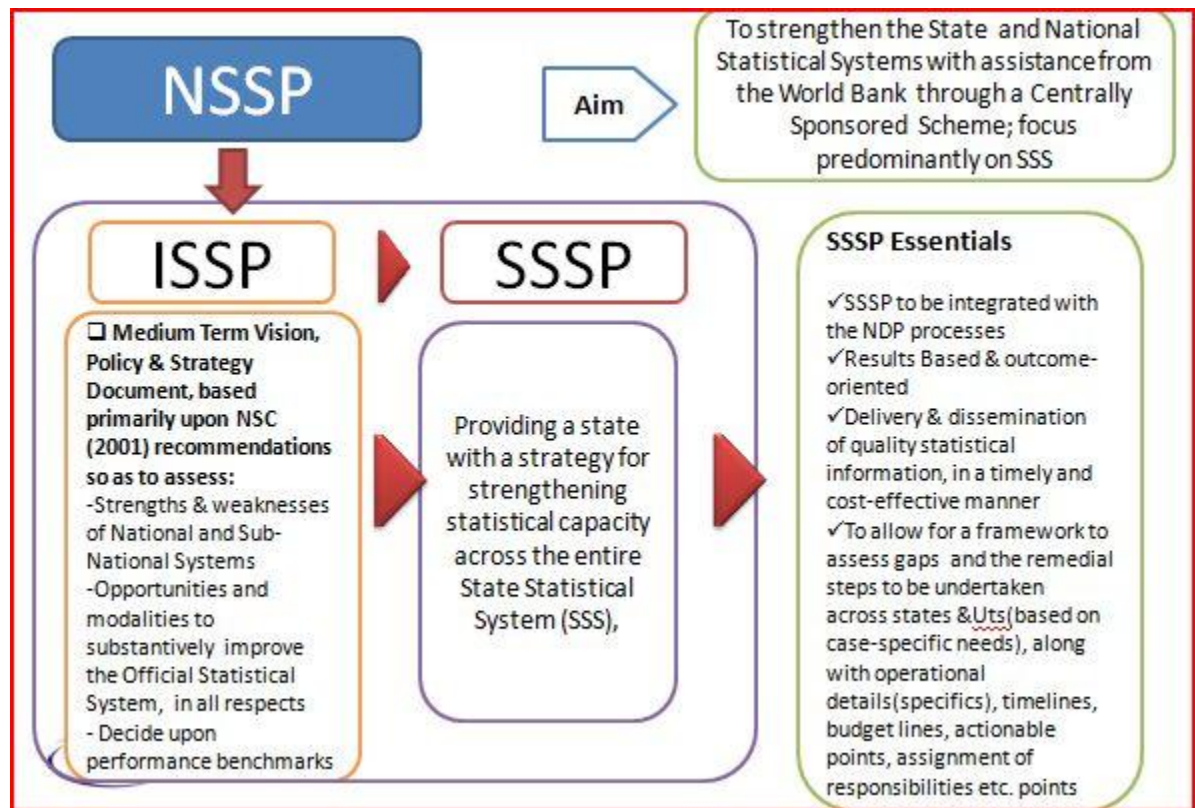 NSSP
Aim
To strengthen the State and National
Statistical Systems with assistance from
the World Bank through a Centrally
Sponsored Scheme; focus
predominantly on SSS
ISSP
SSSP
❑ Medium Term Vision,
Policy & Strategy
Document, based
primarily upon NSC
(2001) recommendations
so as to assess:
-Strengths & weaknesses
of National and Sub-
National Systems
-Opportunities and
modalities to
substantively improve
the Official Statistical
System, in all respects
- Decide upon
performance benchmarks
Providing a state
with a strategy for
strengthening
statistical capacity
across the entire
State Statistical
System (SSS),
SSSP Essentials
✓SSSP to be integrated with
the NDP processes
✓Results Based & outcome-
oriented
✓Delivery & dissemination
of quality statistical
information, in a timely and
cost-effective manner
✓To allow for a framework to
assess gaps and the remedial
steps to be undertaken
across states &Uts(based on
case-specific needs), along
with operational
details(specifics), timelines,
budget lines, actionable
points, assignment of
responsibilities etc. points